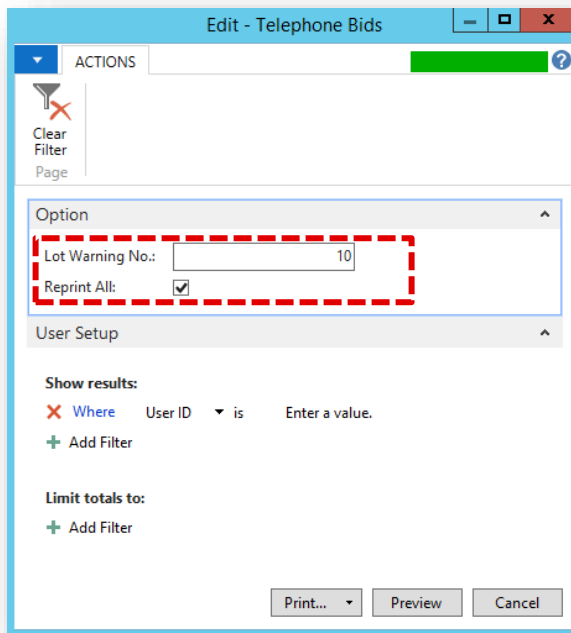 Edit - Telephone Bids
ACTIONS
Clear
Filter
Page
Option
Lot Warning No.: 10
Reprint All:
User Setup
Show results:
Where User ID is Enter a value.
Add Filter
Limit totals to:
Add Filter
Print... Preview Cancel